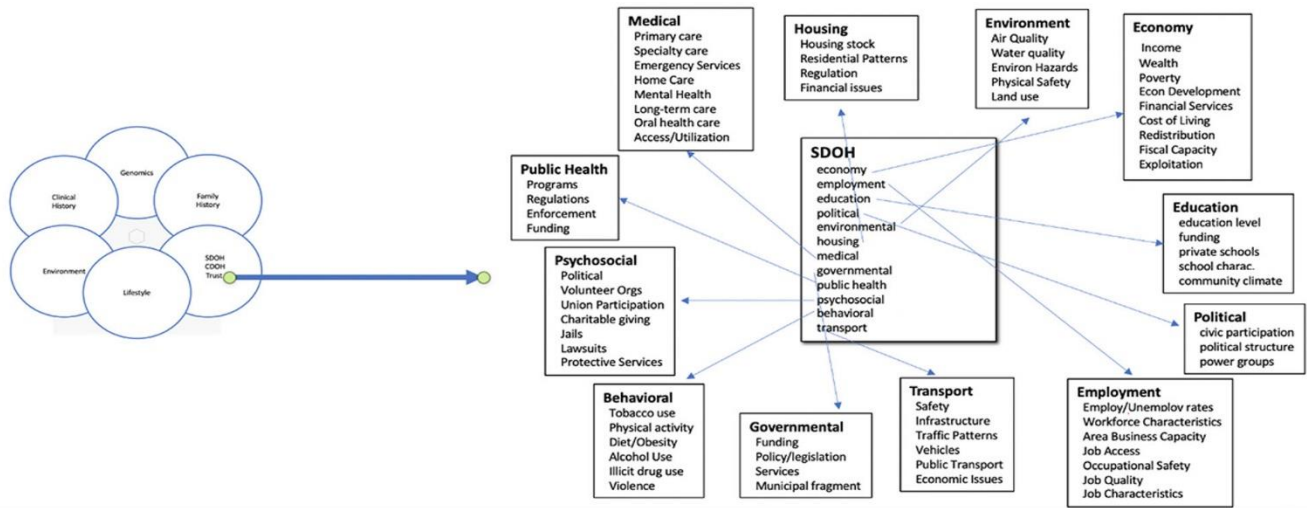 Genomics
Clinical
History
Family
History
Environment
SDOH
CDOH
Trust
Lifestyle
Medical
Primary care
Specialty care
Emergency Services
Home Care
Mental Health
Long-term care
Oral health care
Access/Utilization
Housing
Housing stock
Residential Patterns
Regulation
Financial issues
Environment
Air Quality
Water quality
Environ Hazards
Physical Safety
Land use
Economy
Income
Wealth
Poverty
Econ Development
Financial Services
Cost of Living
Redistribution
Fiscal Capacity
Exploitation
Public Health
Programs
Regulations
Enforcement
Funding
SDOH
economy
employment
education
political
environmental
housing
medical
governmental
public health
psychosocial
behavioral
transport
Education
education level
funding
private schools
school charac.
community climate
Psychosocial
Political
Volunteer Orgs
Union Participation
Charitable giving
Jails
Lawsuits
Protective Services
Political
civic participation
political structure
power groups
Behavioral
Tobacco use
Physical activity
Diet/Obesity
Alcohol Use
Illicit drug use
Violence
Governmental
Funding
Policy/legislation
Services
Municipal fragment
Transport
Safety
Infrastructure
Traffic Patterns
Vehicles
Public Transport
Economic Issues
Employment
Employ/Unemplov rates
Workforce Characteristics
Area Business Capacity
Job Access
Occupational Safety
Job Quality
Job Characteristics